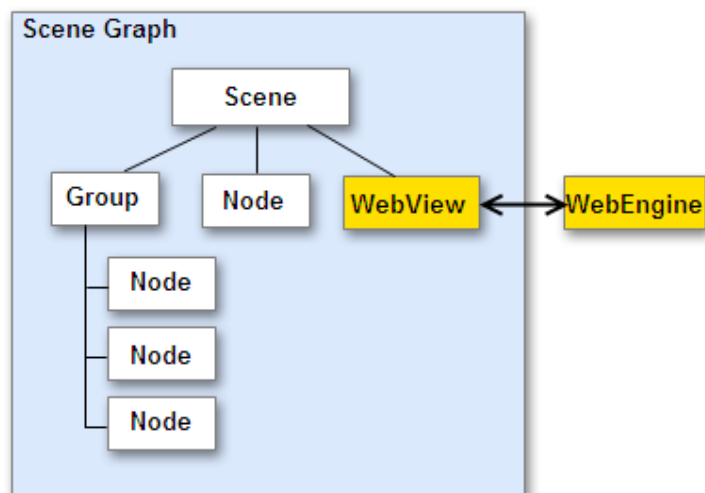 Scene Graph
Scene
Group
Node
WebView
WebEngine
Node
Node
Node